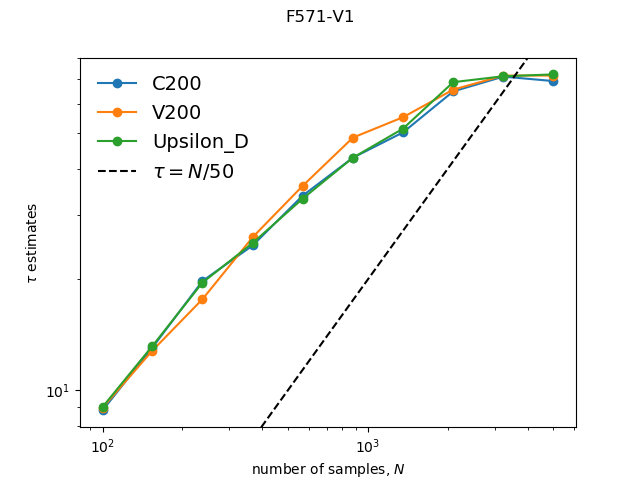 F571-V1
C200
V200
Upsilon_D
τ = N/50
τ estimates
10¹
10² 10³
number of samples, N